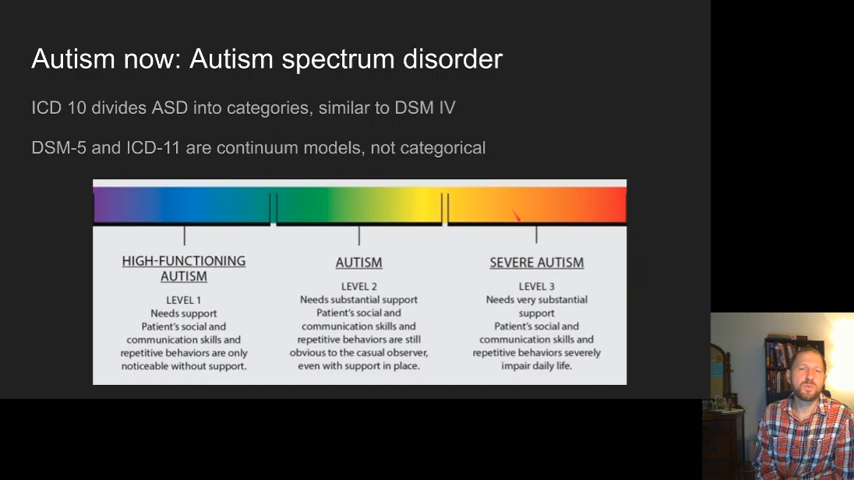 Autism now: Autism spectrum disorder
ICD 10 divides ASD into categories, similar to DSM IV
DSM-5 and ICD-11 are continuum models, not categorical
HIGH-FUNCTIONING
AUTISM
LEVEL 1
Needs support
Patient's social and
communication skills and
repetitive behaviors are only
noticeable without support.
AUTISM
LEVEL 2
Needs substantial support
Patient's social and
communication skills and
repetitive behaviors are still
obvious to the casual observer,
even with support in place.
SEVERE AUTISM
LEVEL 3
Needs very substantial
support
Patient's social and
communication skills and
repetitive behaviors severely
impair daily life.